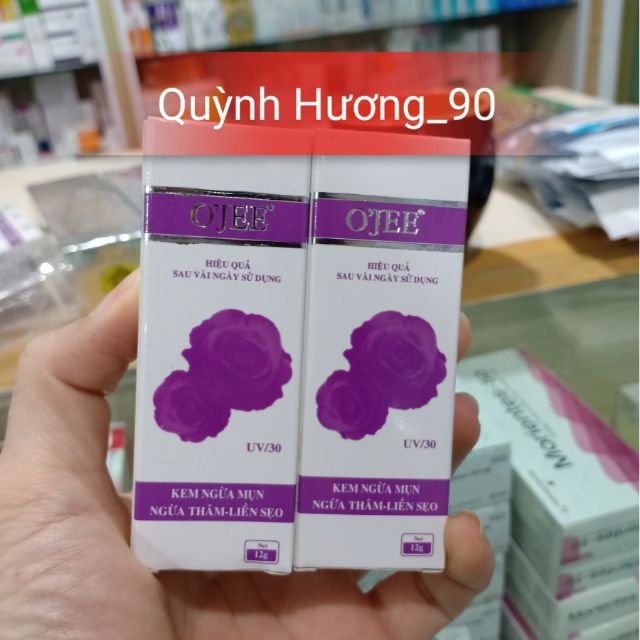 Quỳnh Hương_90
O'JEE®
HIỆU QUẢ
SAU VÀI NGÀY SỬ DỤNG
UV/30
KEM NGỪA MỤN
NGỪA THÂM-LIỀN SẸO
Net
12g
O'JEE®
HIỆU QUẢ
SAU VÀI NGÀY SỬ DỤNG
UV/30
KEM NGỪA MỤN
NGỪA THÂM-LIỀN SẸO
Net
12g
Morientes-50